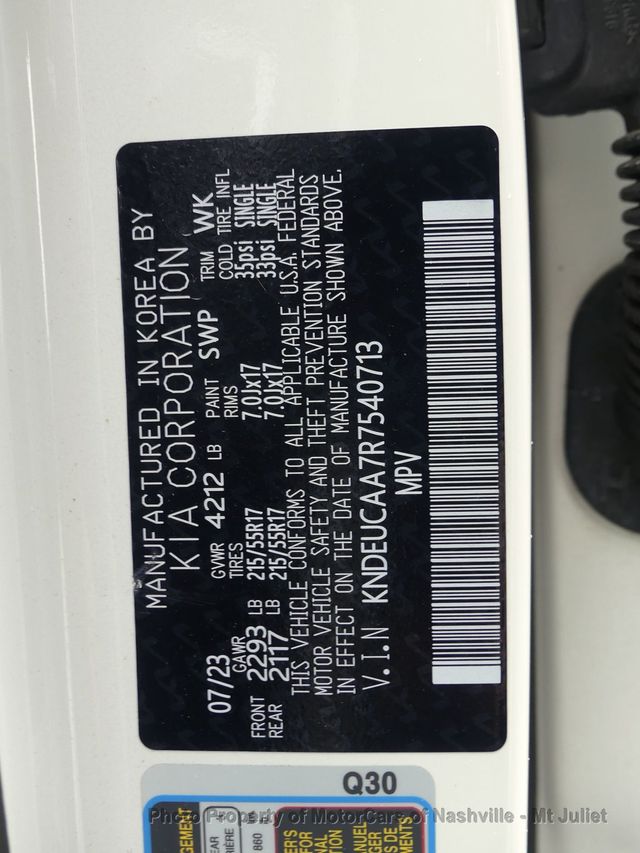 MANUFACTURED IN KOREA BY
KIA CORPORATION
07/23 GVWR 4212 LB PAINT SWP TRIM WK
GAWR TIRES RIMS COLD TIRE INFL
FRONT 2293 LB 215/55R17 7.0Jx17 35psi SINGLE
REAR 2117 LB 215/55R17 7.0Jx17 33psi SINGLE
THIS VEHICLE CONFORMS TO ALL APPLICABLE U.S.A. FEDERAL
MOTOR VEHICLE SAFETY AND THEFT PREVENTION STANDARDS
IN EFFECT ON THE DATE OF MANUFACTURE SHOWN ABOVE.
V.I.N KNDEUCAA7R7540713
MPV
Q30
860
Photo Property of MotorCars of Nashville - Mt Juliet